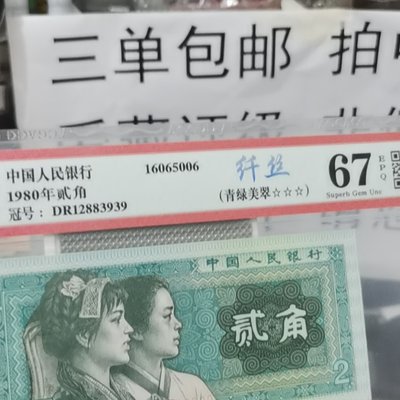 三单包邮 拍
中国人民银行
1980年贰角
冠号：DR12883939
16065006
纤丝
(青绿美翠☆☆☆)
67
EPQ
Superb Gem Unc
中国人民银行
贰角
2